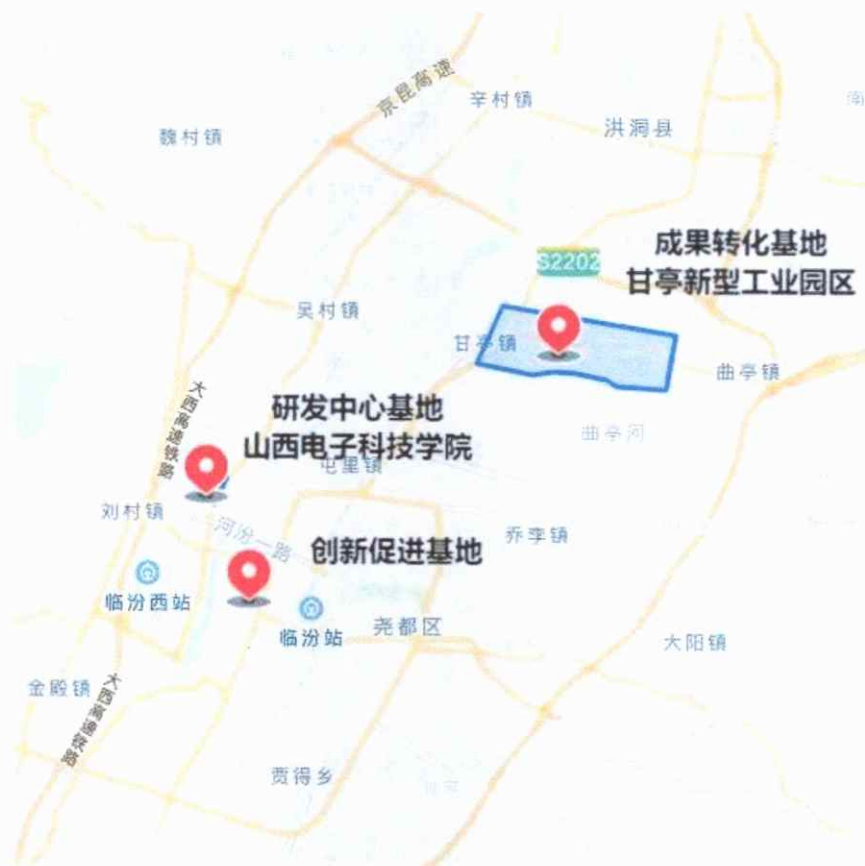 京昆高速
辛村镇
洪洞县
魏村镇
成果转化基地
S2202
甘亭新型工业园区
吴村镇
甘亭镇
曲亭镇
大西高速铁路
研发中心基地
曲亭河
山西电子科技学院
屯里镇
刘村镇
河汾一路
乔李镇
创新促进基地
临汾西站
尧都区
临汾站
大阳镇
金殿镇
大西高速铁路
贾得乡